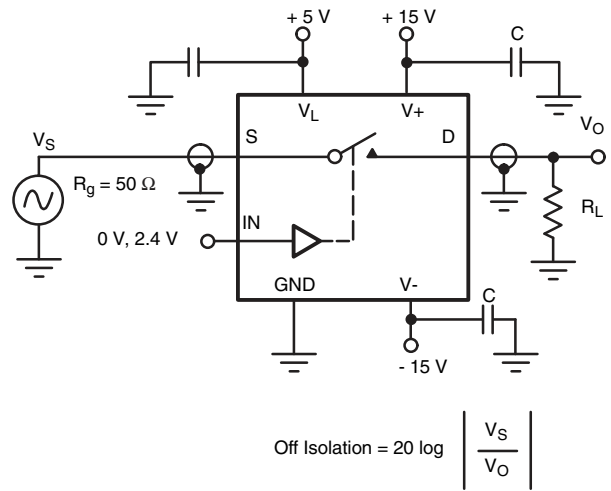 + 5 V
+ 15 V
C
V_L
V+
V_S
S
D
V_O
R_g = 50 Ω
R_L
IN
0 V, 2.4 V
GND
V-
C
- 15 V
Off Isolation = 20 log | V_S / V_O |